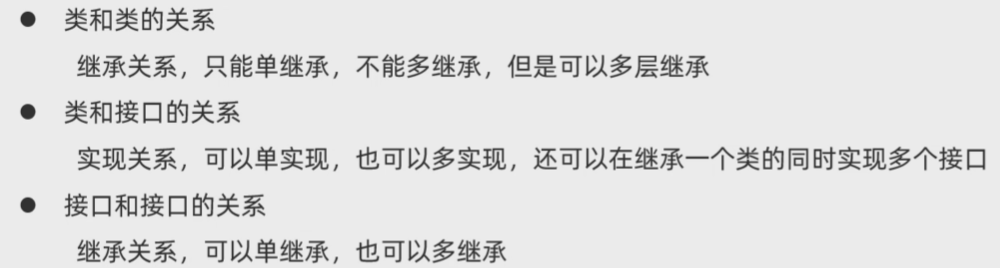 ● 类和类的关系
继承关系，只能单继承，不能多继承，但是可以多层继承
● 类和接口的关系
实现关系，可以单实现，也可以多实现，还可以在继承一个类的同时实现多个接口
● 接口和接口的关系
继承关系，可以单继承，也可以多继承